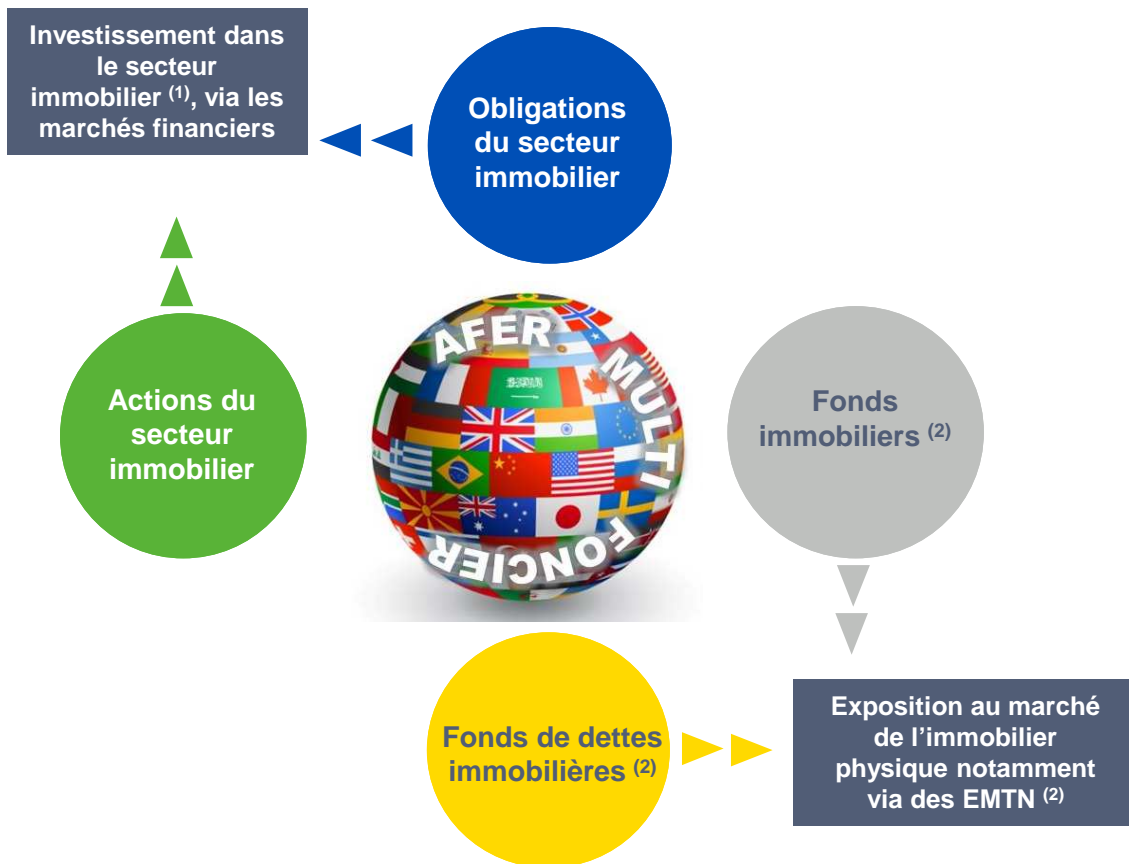 Investissement dans
le secteur
immobilier (1), via les
marchés financiers
Obligations
du secteur
immobilier
Actions du
secteur
immobilier
AFER
MULTI
FONCIER
Fonds
immobiliers (2)
Fonds de dettes
immobilières (2)
Exposition au marché
de l’immobilier
physique notamment
via des EMTN (2)